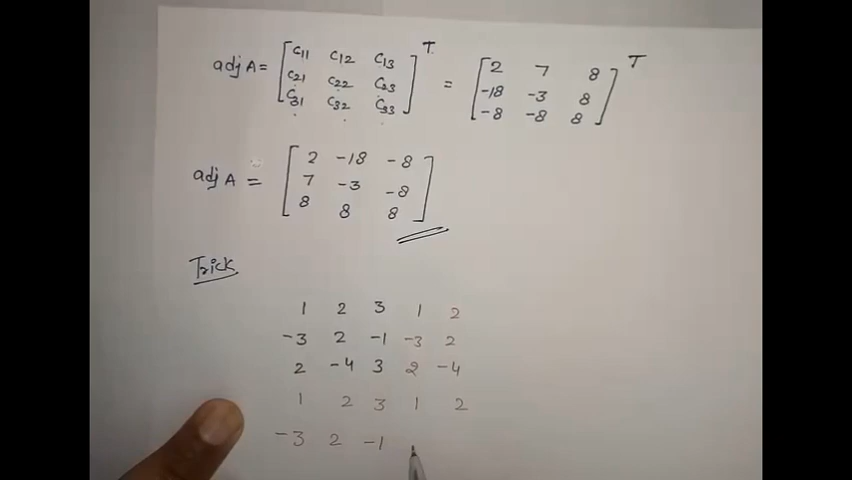 adj A = [ C11 C12 C13 ] T = [ 2 7 8 ] T
[ C21 C22 C23 ] [ -18 -3 8 ]
[ C31 C32 C33 ] [ -8 -8 8 ]
adj A = [ 2 -18 -8 ]
[ 7 -3 -8 ]
[ 8 8 8 ]
Trick
1 2 3 1 2
-3 2 -1 -3 2
2 -4 3 2 -4
1 2 3 1 2
-3 2 -1